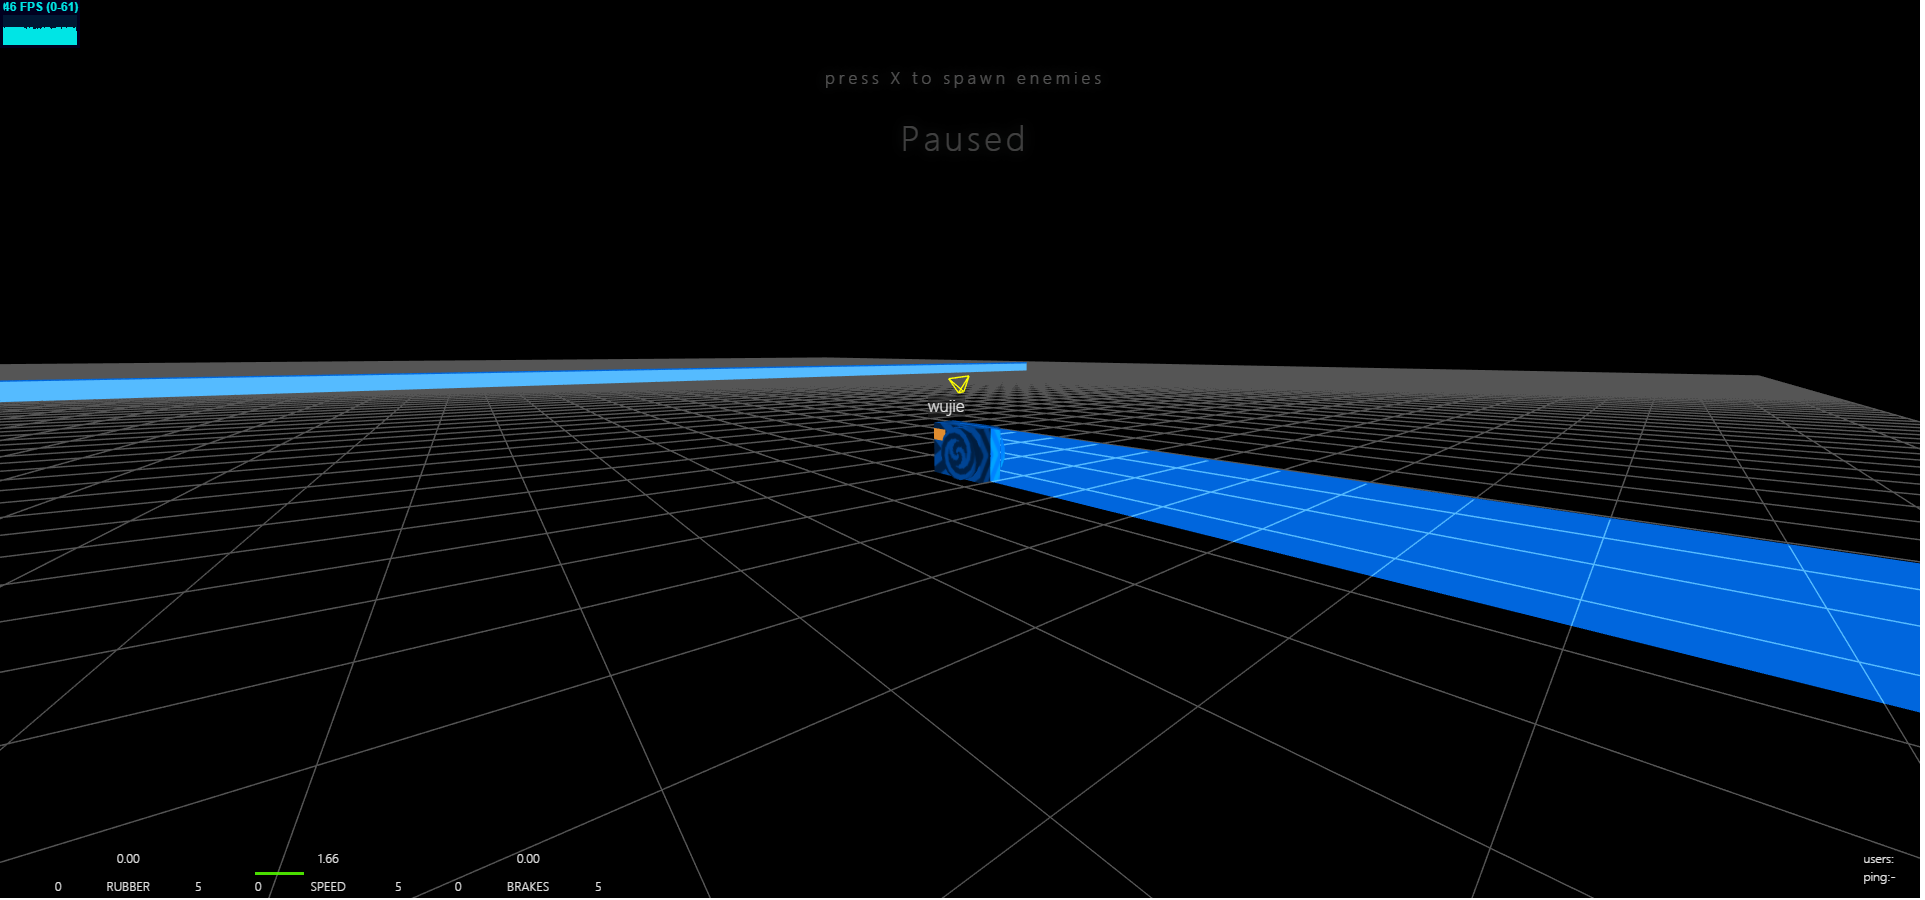 46 FPS (0-61)
press X to spawn enemies
Paused
wujie
0.00 1.66 0.00
0 RUBBER 5 0 SPEED 5 0 BRAKES 5
users:
ping:-